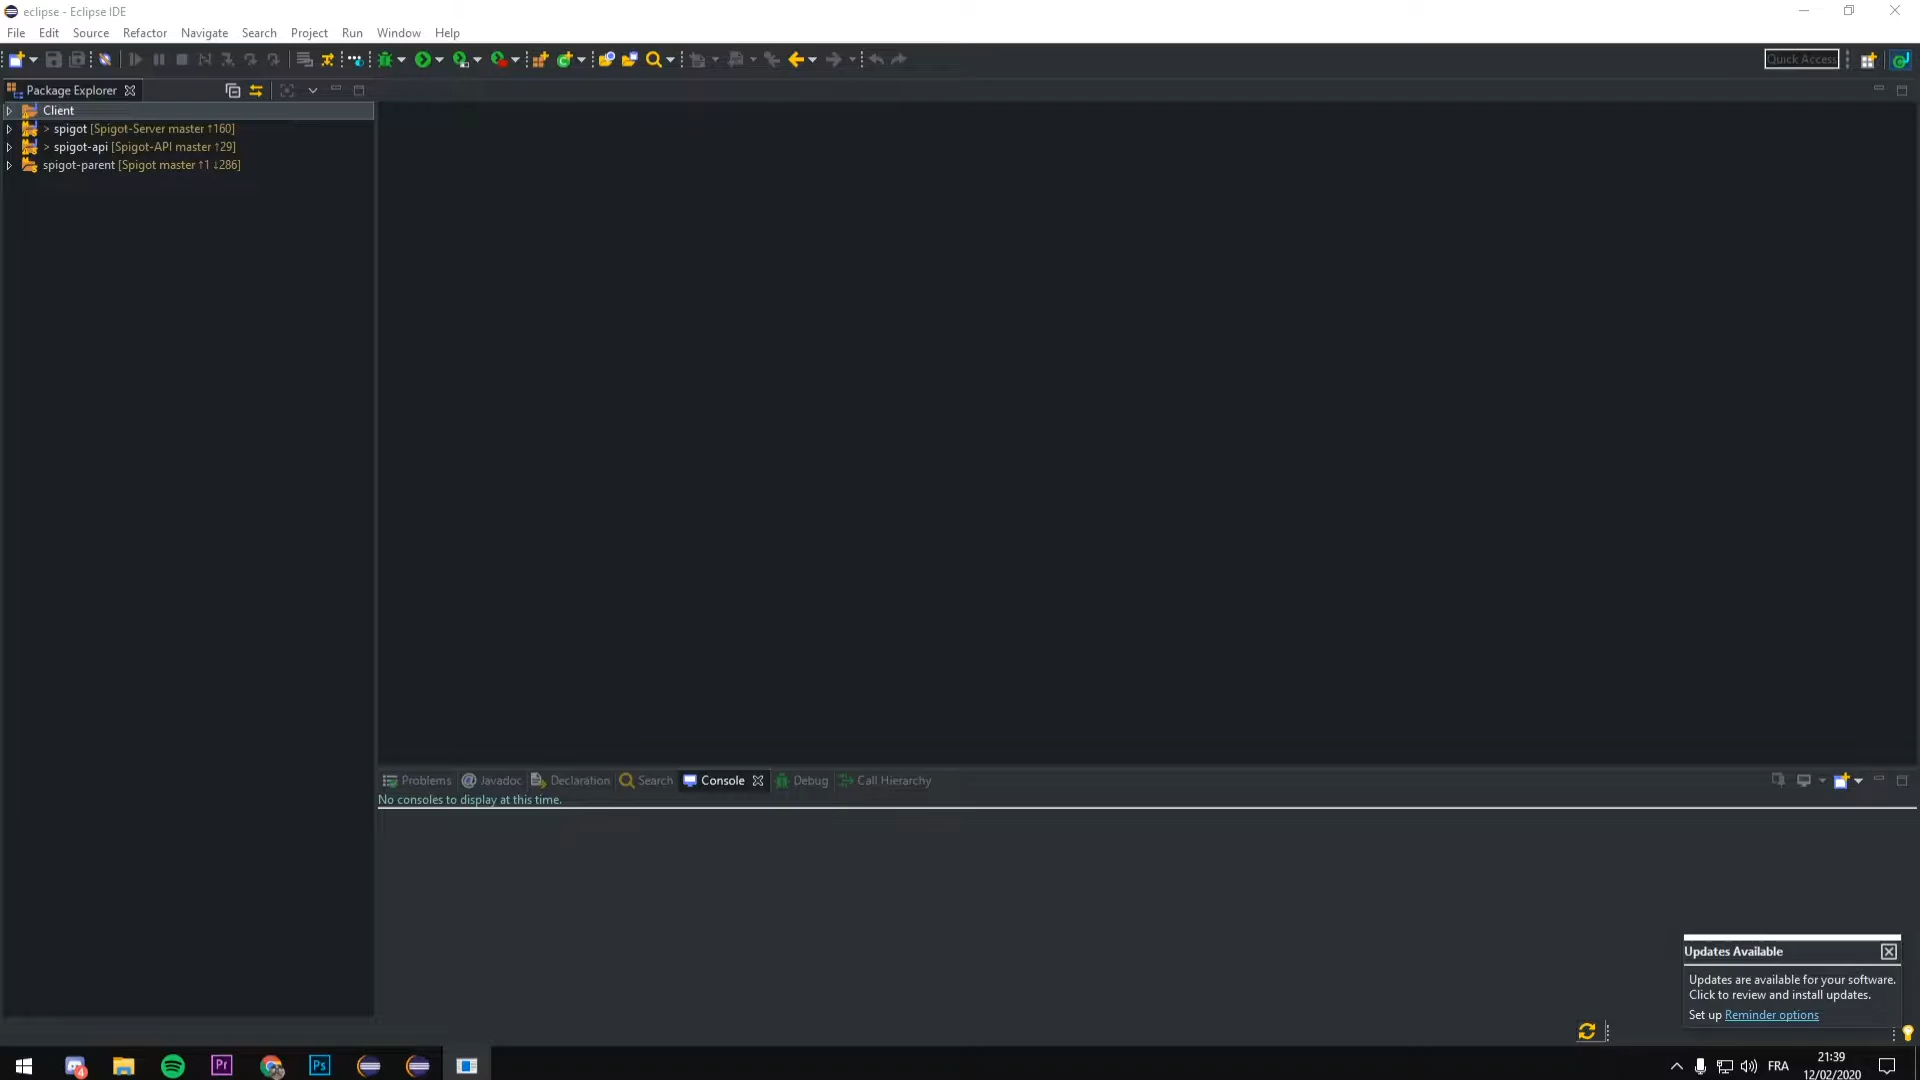 eclipse - Eclipse IDE
File Edit Source Refactor Navigate Search Project Run Window Help
Quick Access
Package Explorer
Client
> spigot [Spigot-Server master ↑160]
> spigot-api [Spigot-API master ↑29]
spigot-parent [Spigot master ↑1 ↓286]
Problems @ Javadoc Declaration Search Console Debug Call Hierarchy
No consoles to display at this time.
Updates Available
Updates are available for your software.
Click to review and install updates.
Set up Reminder options
4
Pr
Ps
FRA
21:39
12/02/2020